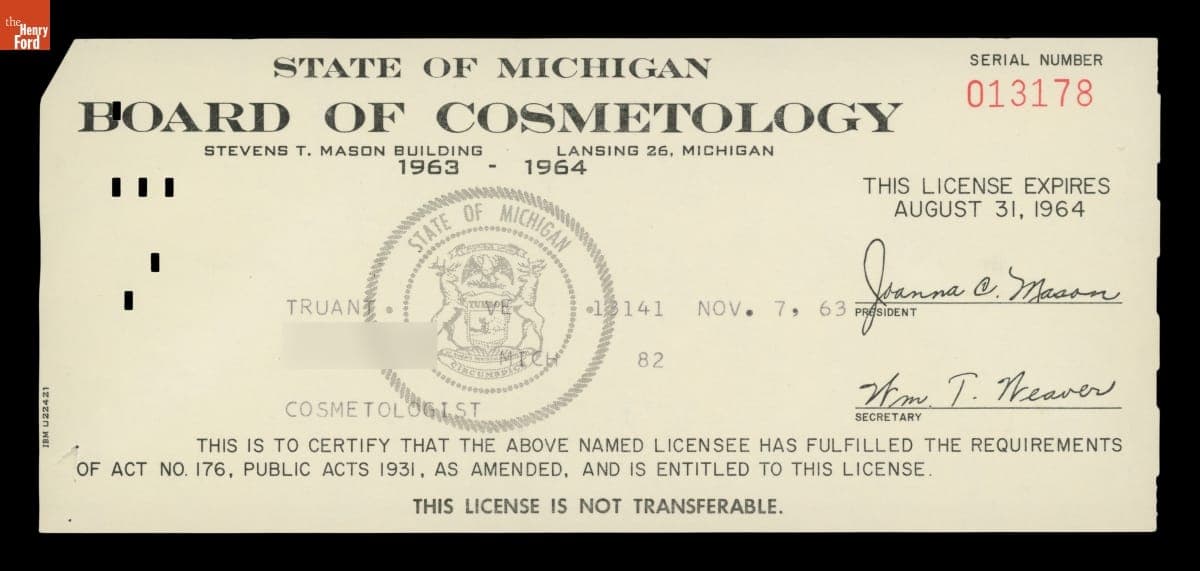 the
Henry
Ford
SERIAL NUMBER
013178
STATE OF MICHIGAN
BOARD OF COSMETOLOGY
STEVENS T. MASON BUILDING LANSING 26, MICHIGAN
1963 - 1964
THIS LICENSE EXPIRES
AUGUST 31, 1964
STATE OF MICHIGAN
Joanna C. Mason
PRESIDENT
TRUANT. VE 13141 NOV. 7, 63
MICH 82
Wm. T. Weaver
SECRETARY
COSMETOLOGIST
IBM U22421
THIS IS TO CERTIFY THAT THE ABOVE NAMED LICENSEE HAS FULFILLED THE REQUIREMENTS
OF ACT NO. 176, PUBLIC ACTS 1931, AS AMENDED, AND IS ENTITLED TO THIS LICENSE.
THIS LICENSE IS NOT TRANSFERABLE.